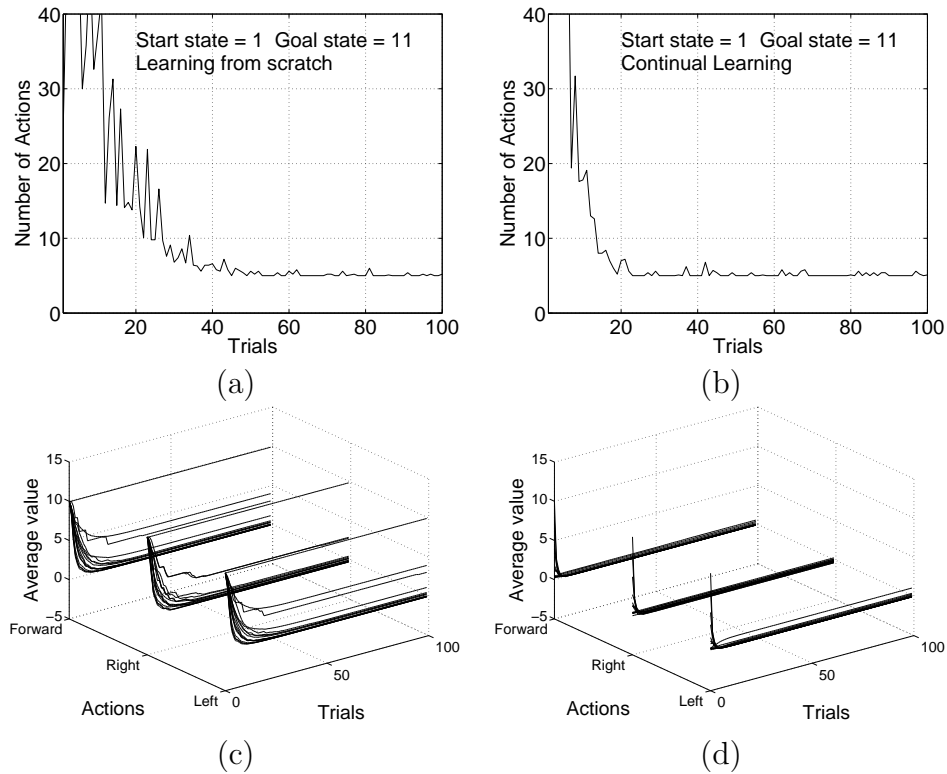 40
30
20
10
0
Number of Actions
Start state = 1 Goal state = 11
Learning from scratch
20 40 60 80 100
Trials
(a)
40
30
20
10
0
Number of Actions
Start state = 1 Goal state = 11
Continual Learning
20 40 60 80 100
Trials
(b)
15
10
5
0
−5
Average value
Forward
Right
Left
Actions
0
50
100
Trials
(c)
15
10
5
0
−5
Average value
Forward
Right
Left
Actions
0
50
100
Trials
(d)